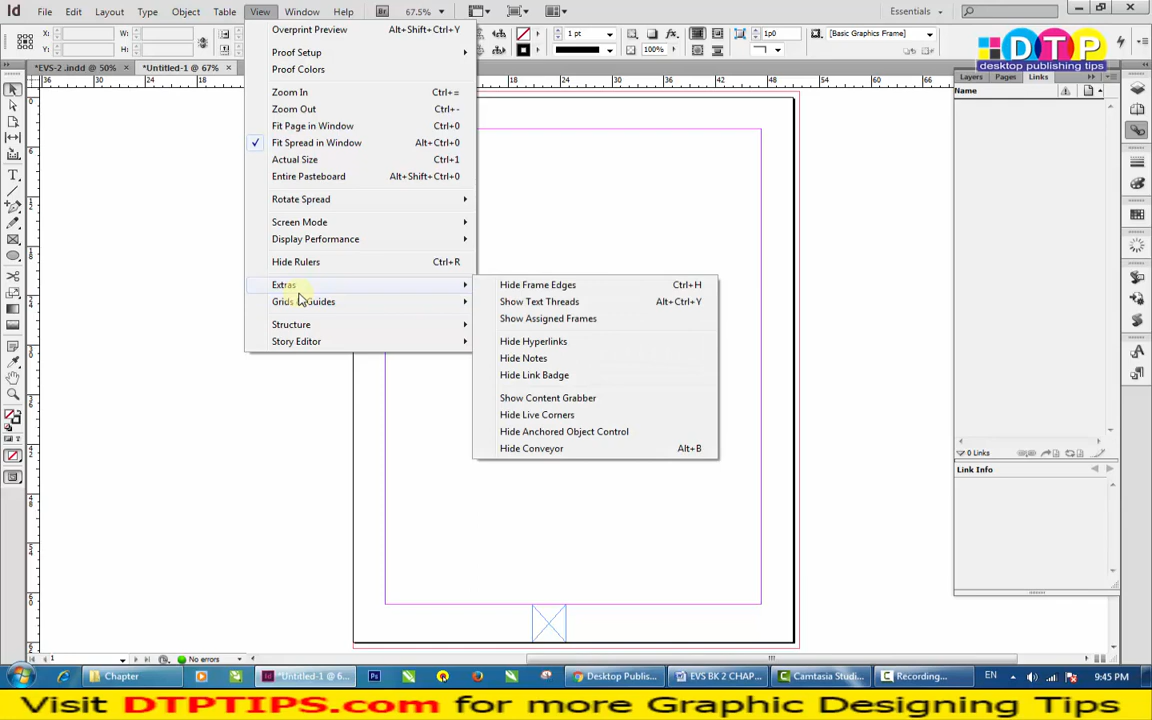 Id File Edit Layout Type Object Table View Window Help Br 67.5% Essentials
X: W: 1 pt 1p0 [Basic Graphics Frame]
Y: H: 100%
DTP
desktop publishing tips
*EVS-2 .indd @ 50% × *Untitled-1 @ 67% ×
Layers Pages Links
Name
Overprint Preview Alt+Shift+Ctrl+Y
Proof Setup
Proof Colors
Zoom In Ctrl+=
Zoom Out Ctrl+-
Fit Page in Window Ctrl+0
Fit Spread in Window Alt+Ctrl+0
Actual Size Ctrl+1
Entire Pasteboard Alt+Shift+Ctrl+0
Rotate Spread
Screen Mode
Display Performance
Hide Rulers Ctrl+R
Extras
Grids & Guides
Structure
Story Editor
Hide Frame Edges Ctrl+H
Show Text Threads Alt+Ctrl+Y
Show Assigned Frames
Hide Hyperlinks
Hide Notes
Hide Link Badge
Show Content Grabber
Hide Live Corners
Hide Anchored Object Control
Hide Conveyor Alt+B
0 Links
Link Info
1 No errors
Chapter *Untitled-1 @ 6... Desktop Publis... EVS BK 2 CHAP... Camtasia Studi... Recording... EN 9:45 PM
Visit DTPTIPS.com for more Graphic Designing Tips